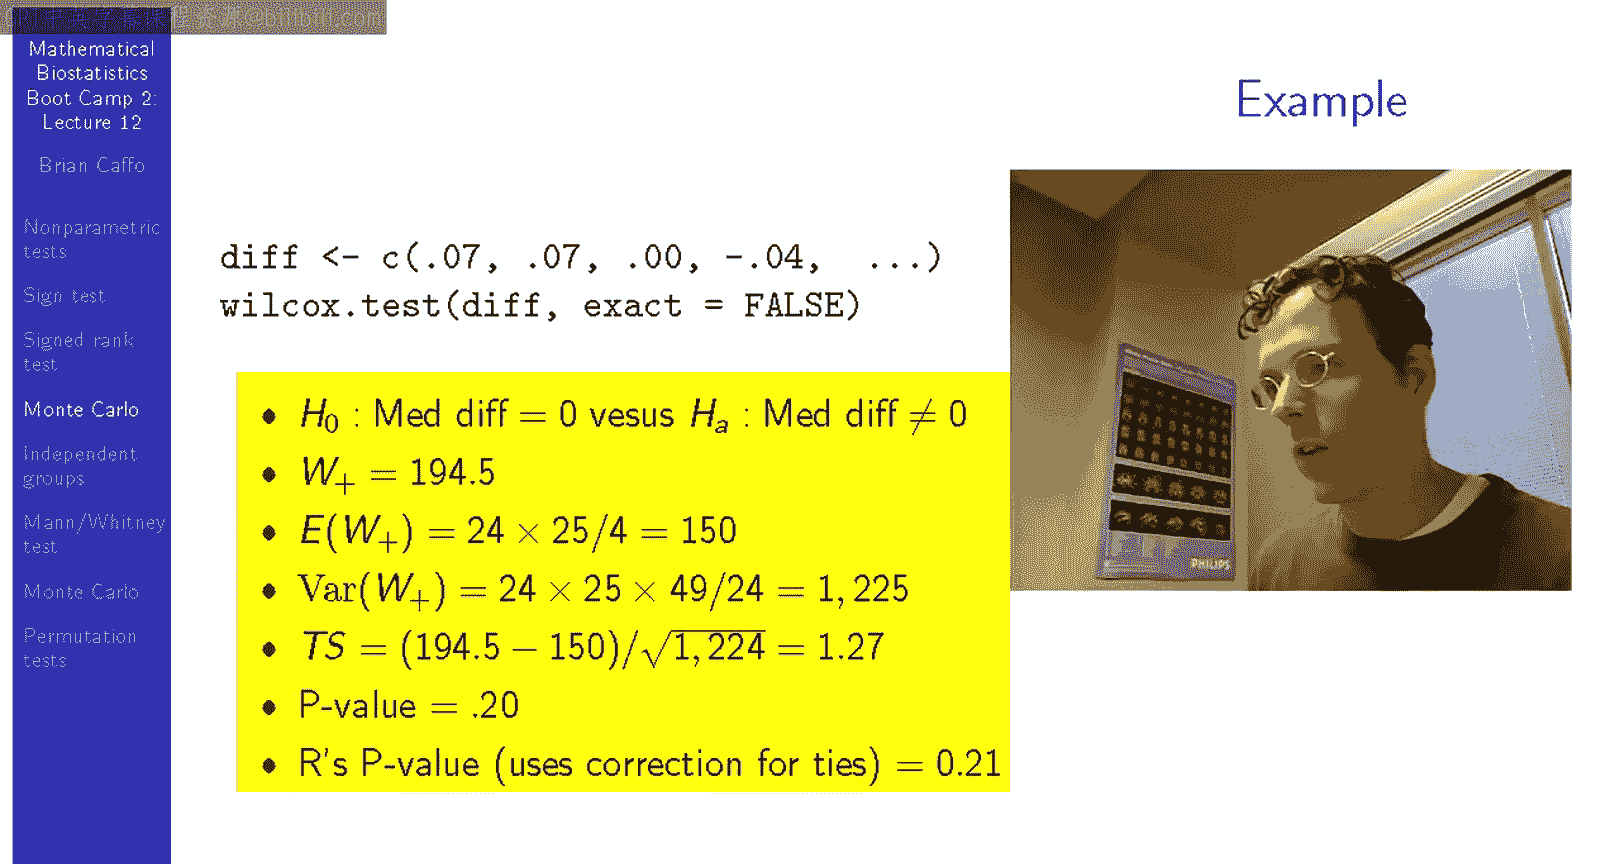 Mathematical
Biostatistics
Boot Camp 2:
Lecture 12
Brian Caffo
Nonparametric
tests
Sign test
Signed rank
test
Monte Carlo
Independent
groups
Mann/Whitney
test
Monte Carlo
Permutation
tests
Example
diff <- c(.07, .07, .00, -.04, ...)
wilcox.test(diff, exact = FALSE)
• H₀ : Med diff = 0 vesus Hₐ : Med diff ≠ 0
• W₊ = 194.5
• E(W₊) = 24 × 25/4 = 150
• Var(W₊) = 24 × 25 × 49/24 = 1, 225
• TS = (194.5 − 150)/√1, 224 = 1.27
• P-value = .20
• R's P-value (uses correction for ties) = 0.21
PHILIPS